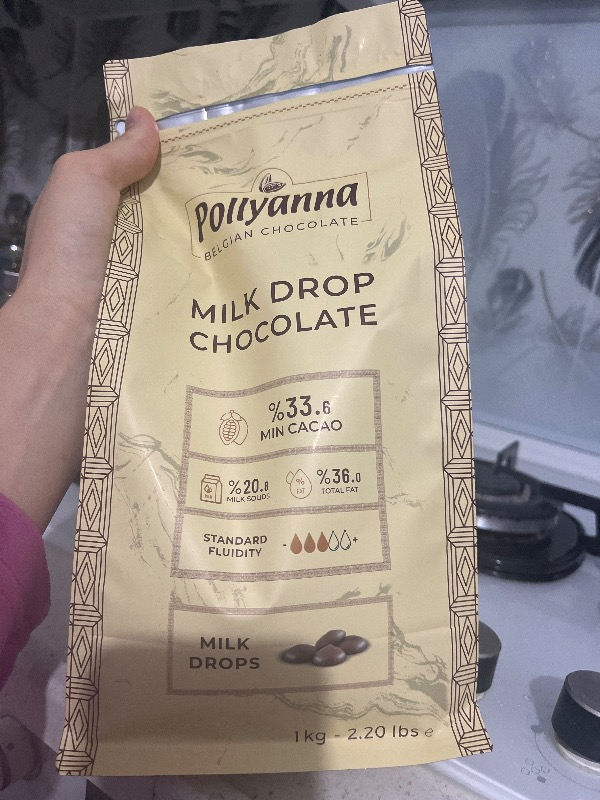 Pollyanna
BELGIAN CHOCOLATE
MILK DROP
CHOCOLATE
%33.6
MIN CACAO
%20.8
MILK SOLIDS
%
FAT
%36.0
TOTAL FAT
STANDARD
FLUIDITY
- +
MILK
DROPS
1kg - 2.20 lbs e